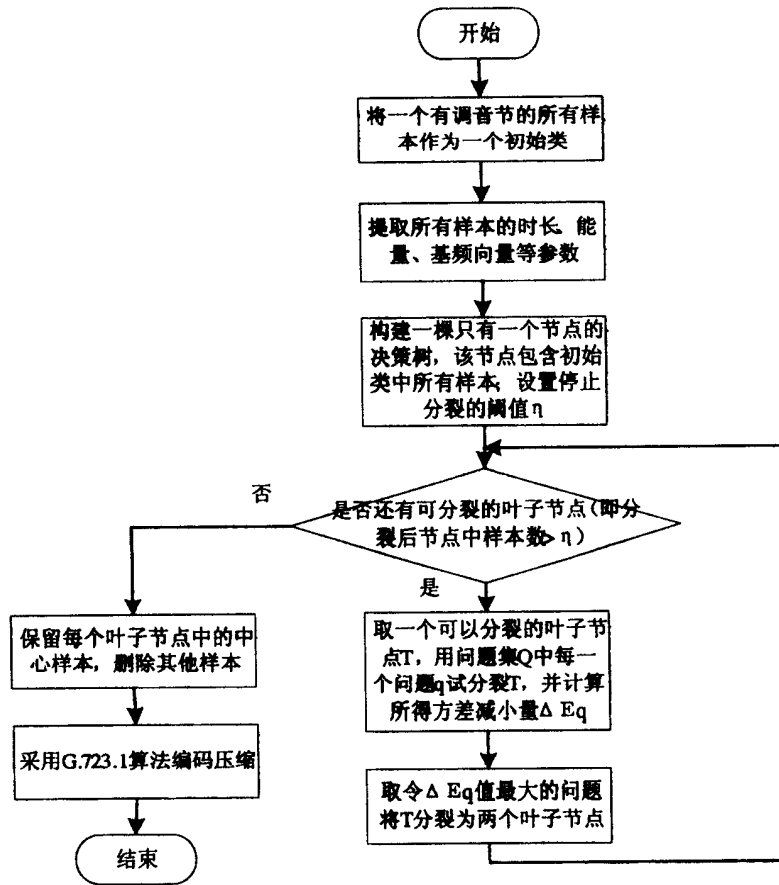 开始
将一个有调音节的所有样
本作为一个初始类
提取所有样本的时长、能
量、基频向量等参数
构建一棵只有一个节点的
决策树，该节点包含初始
类中所有样本；设置停止
分裂的阈值η
是否还有可分裂的叶子节点（即分
裂后节点中样本数>η）
否
是
保留每个叶子节点中的中
心样本，删除其他样本
采用G.723.1算法编码压缩
结束
取一个可以分裂的叶子节
点T，用问题集Q中每一
个问题q试分裂T，并计算
所得方差减小量Δ Eq
取令Δ Eq值最大的问题
将T分裂为两个叶子节点